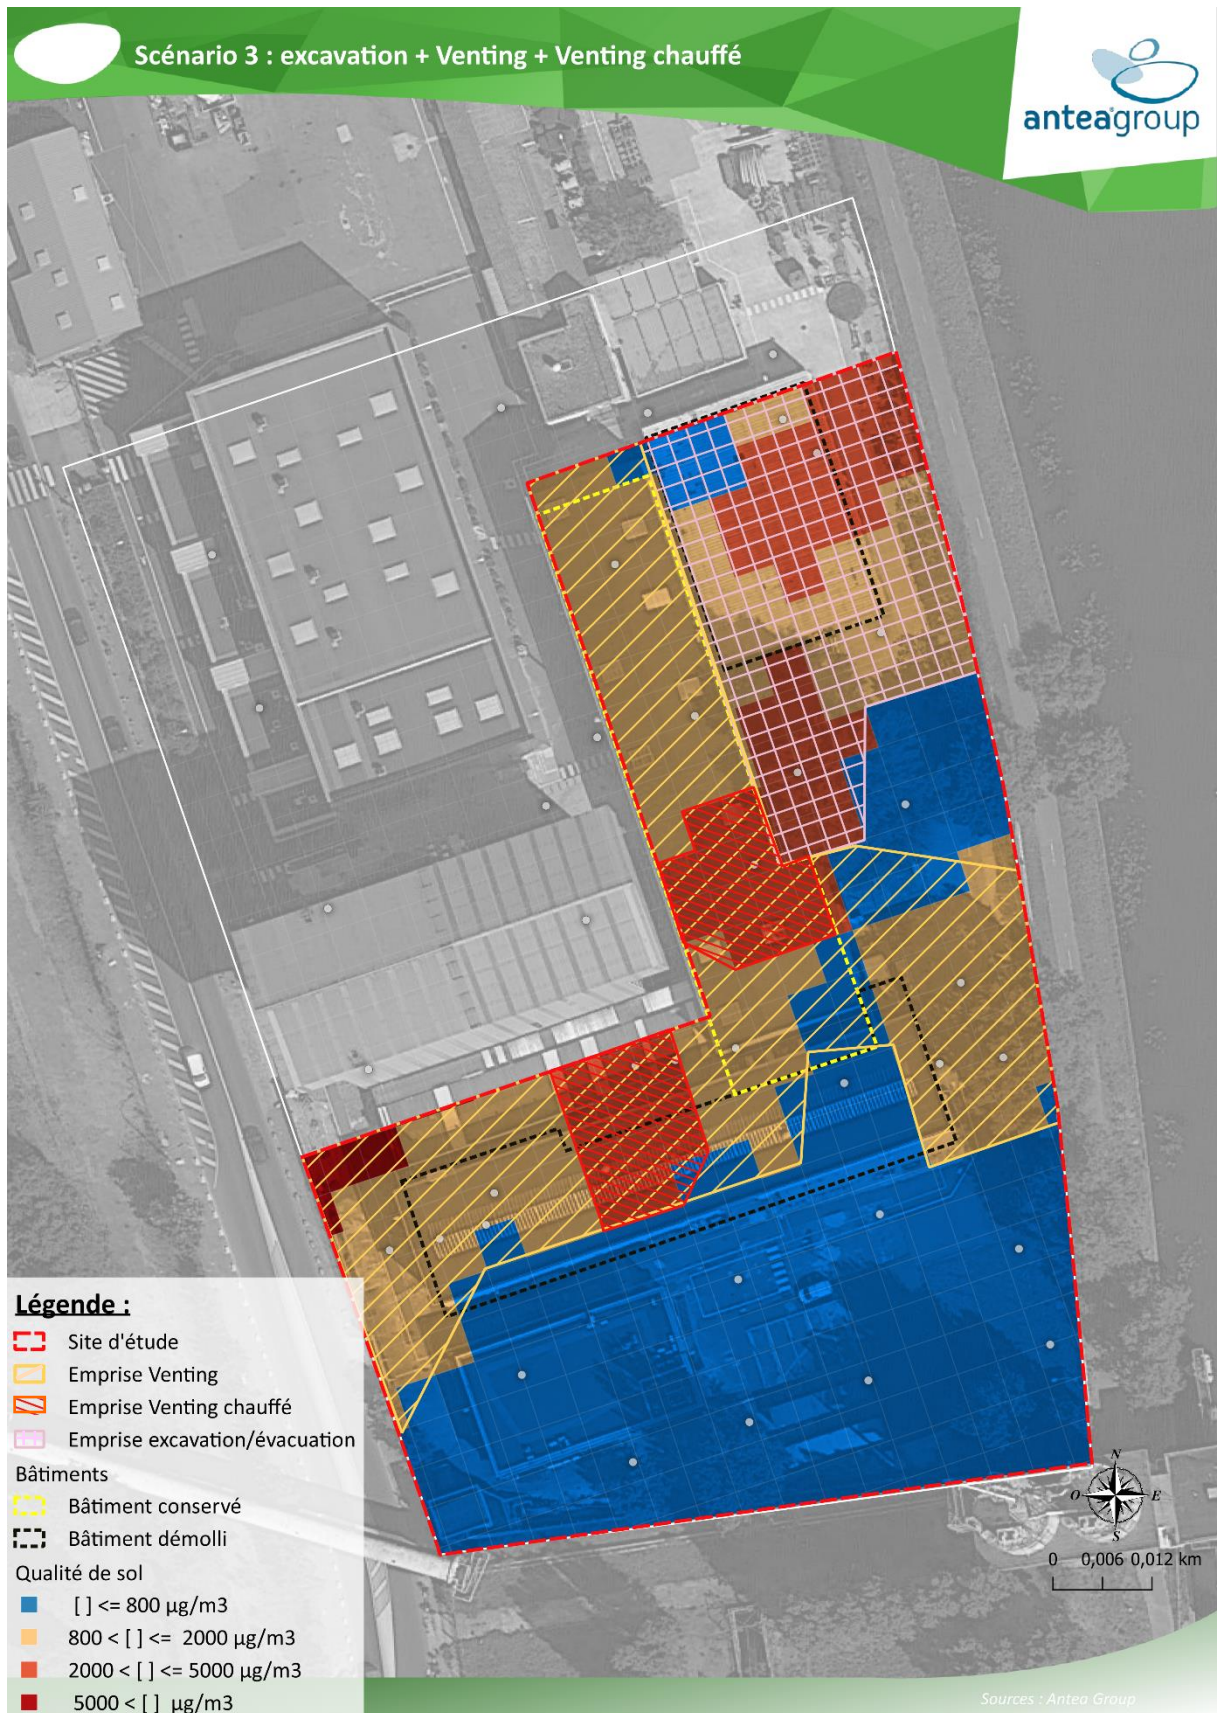 Scénario 3 : excavation + Venting + Venting chauffé
anteagroup
Légende :
Site d'étude
Emprise Venting
Emprise Venting chauffé
Emprise excavation/évacuation
Bâtiments
Bâtiment conservé
Bâtiment démolli
Qualité de sol
[ ] <= 800 µg/m3
800 < [ ] <= 2000 µg/m3
2000 < [ ] <= 5000 µg/m3
5000 < [ ] µg/m3
N
O E
S
0 0,006 0,012 km
Sources : Antea Group